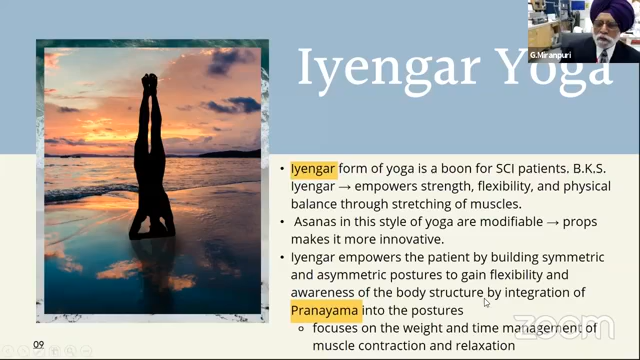 G.Miranpuri
Iyengar Yoga
• Iyengar form of yoga is a boon for SCI patients. B.K.S.
Iyengar → empowers strength, flexibility, and physical
balance through stretching of muscles.
• Asanas in this style of yoga are modifiable → props
makes it more innovative.
• Iyengar empowers the patient by building symmetric
and asymmetric postures to gain flexibility and
awareness of the body structure by integration of
Pranayama into the postures
○ focuses on the weight and time management of
muscle contraction and relaxation
zoom
09